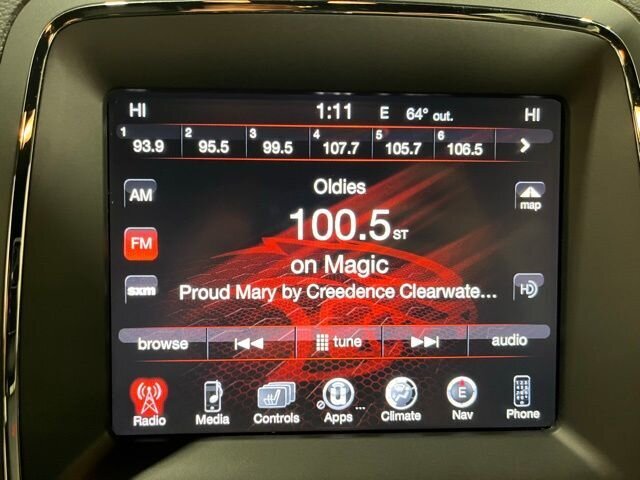 HI 1:11 E 64° out. HI
1 93.9 2 95.5 3 99.5 4 107.7 5 105.7 6 106.5
Oldies
AM
map
100.5 ST
FM
on Magic
sxm
Proud Mary by Creedence Clearwate...
HD
browse tune audio
Radio Media Controls Apps... Climate E Nav Phone